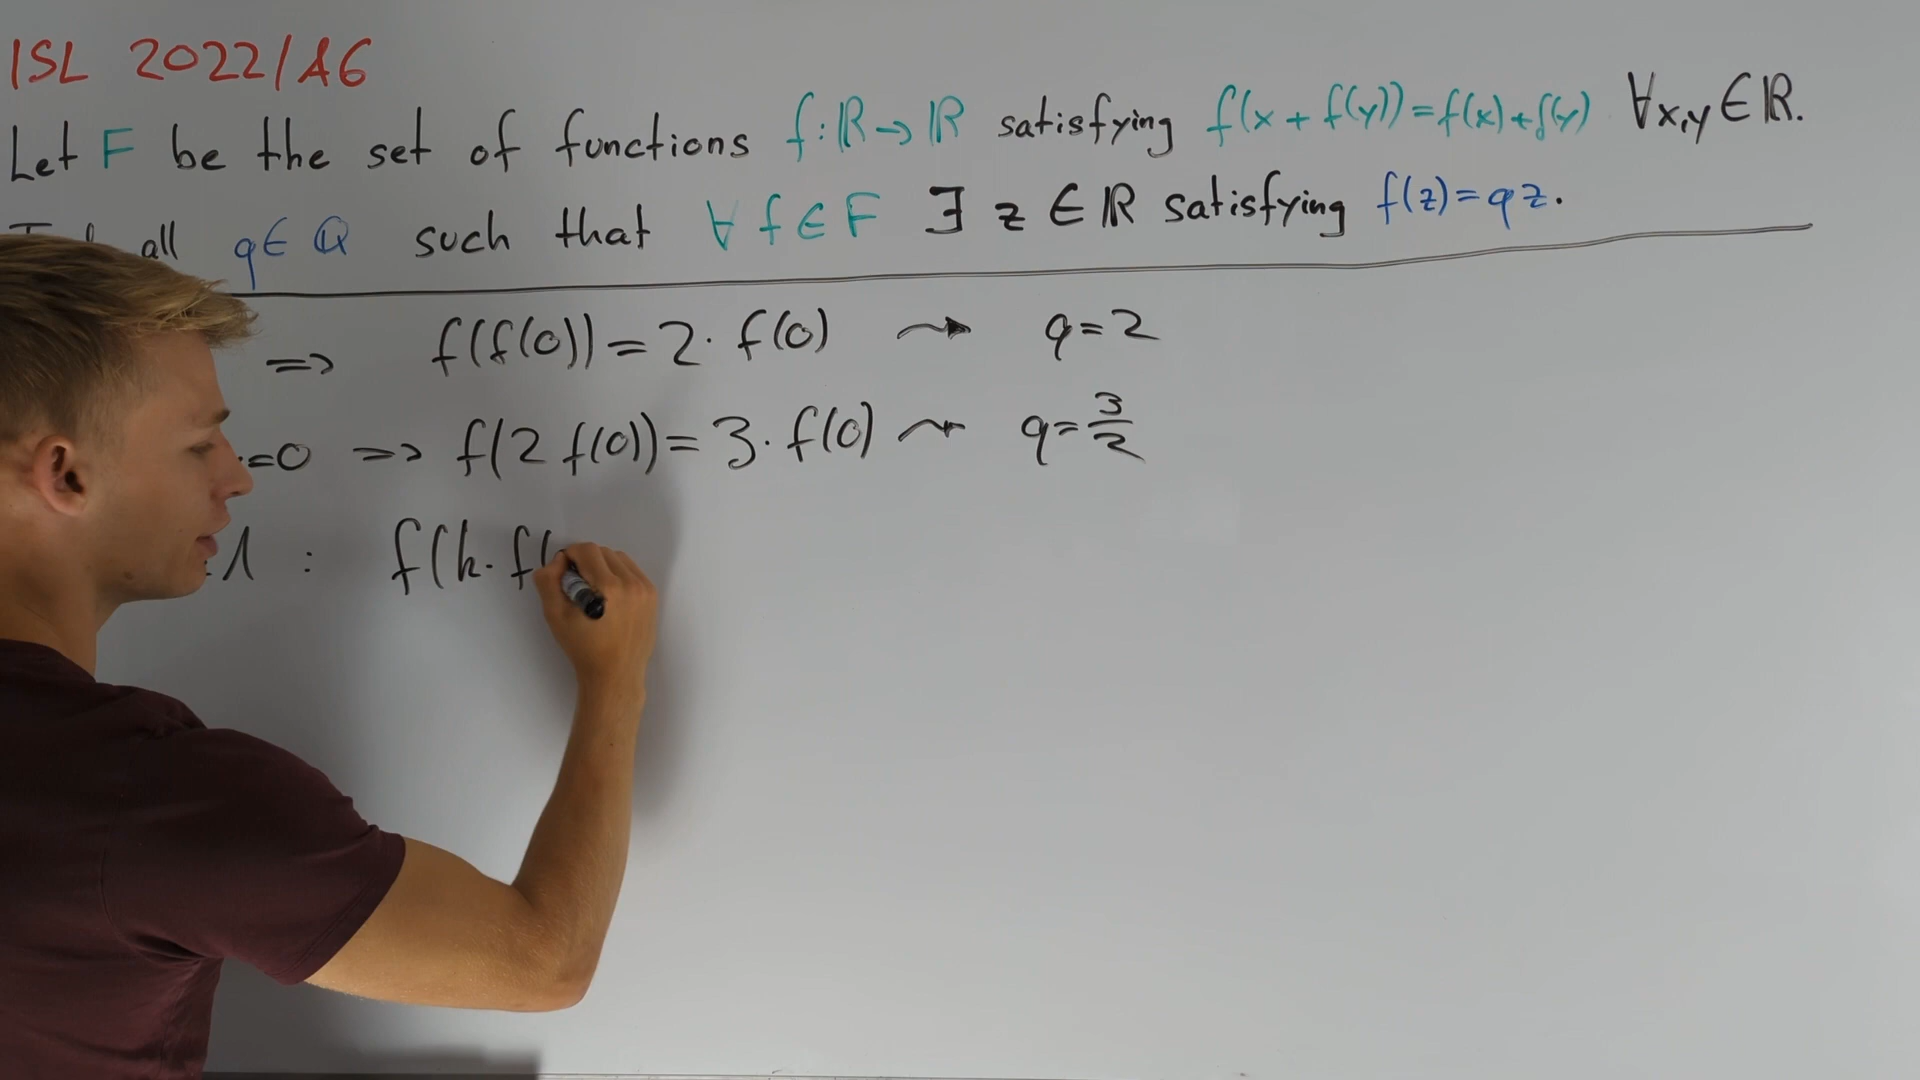 ISL 2022/A6
Let F be the set of functions f:ℝ→ℝ satisfying f(x + f(y))=f(x)+f(y) ∀x,y∈ℝ.
all q∈ℚ such that ∀ f∈F ∃ z∈ℝ satisfying f(z)=qz.
=> f(f(0))=2·f(0) ⇝ q=2
=0 => f(2 f(0))=3·f(0) ⇝ q=3/2
1 : f(k·f(